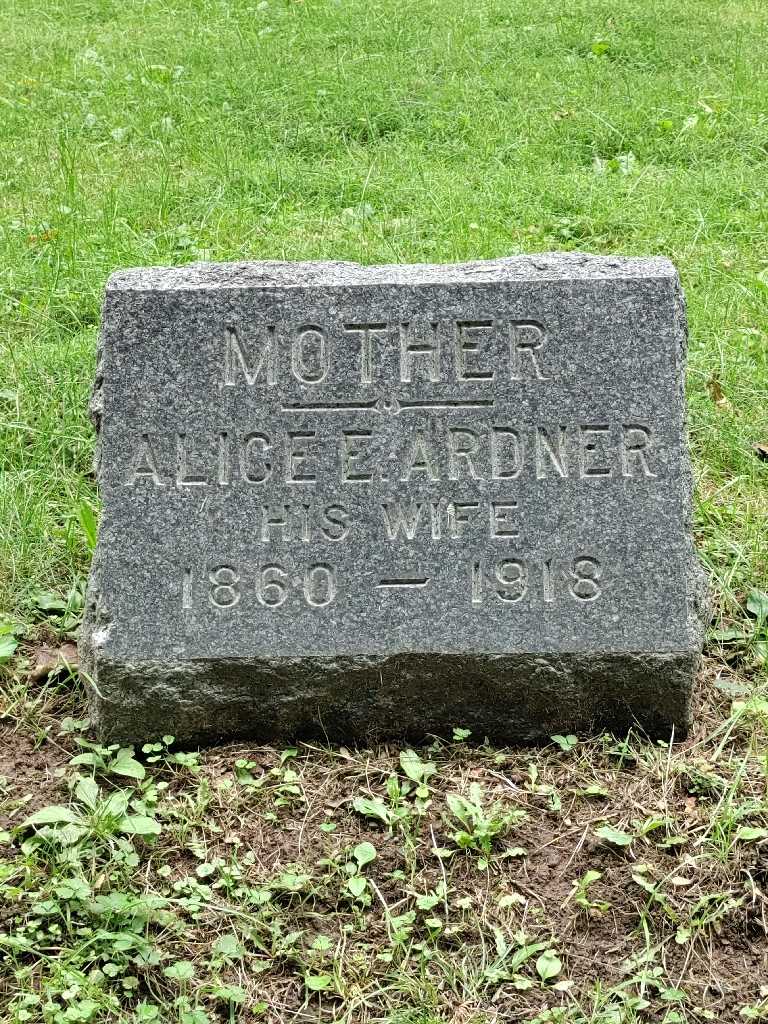 MOTHER
ALICE E. ARDNER
HIS WIFE
1860 — 1918